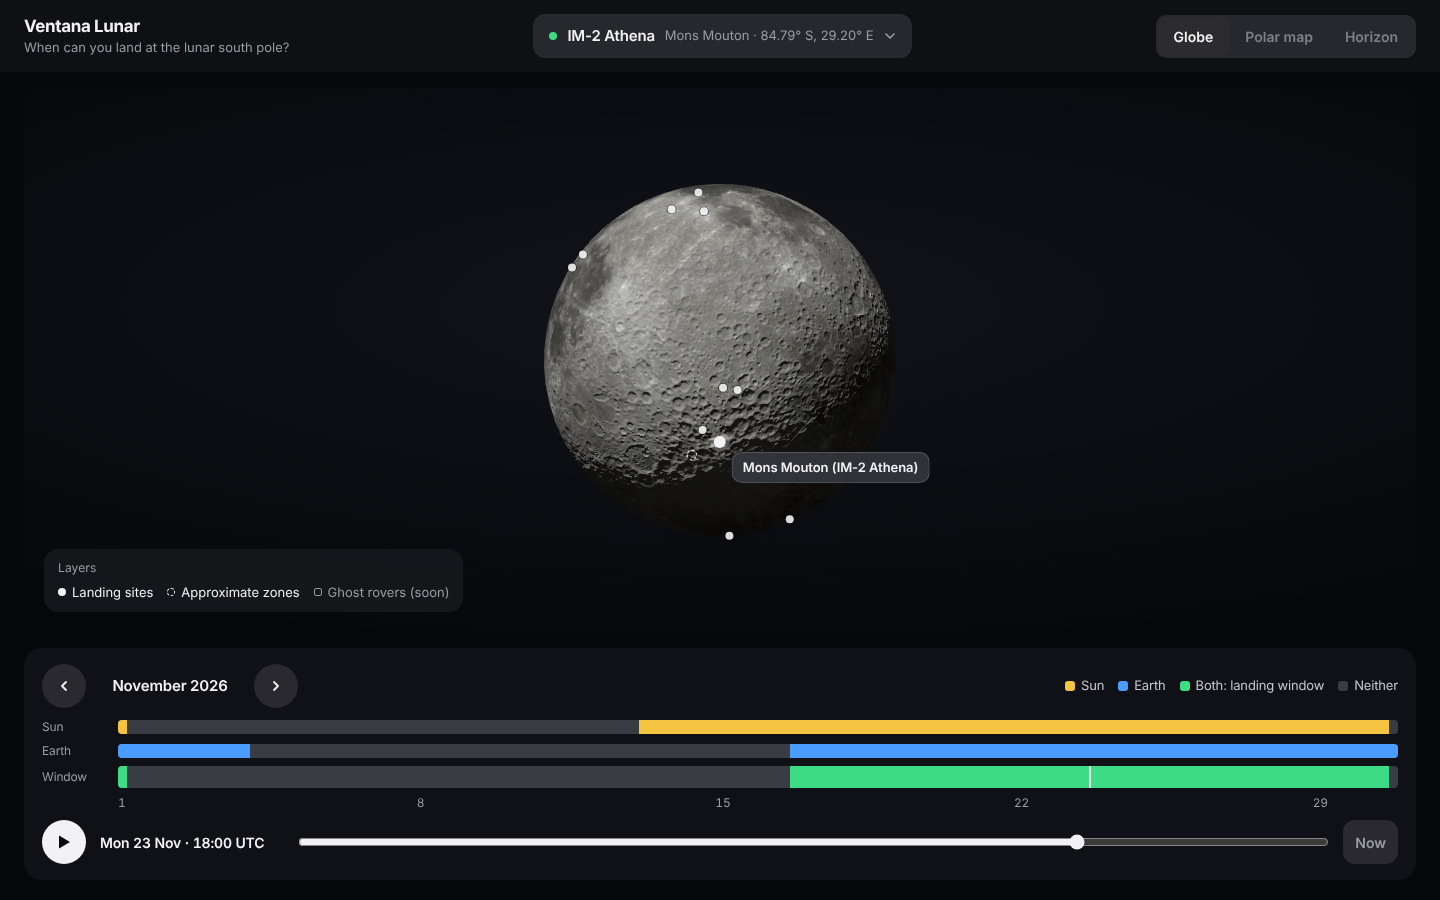 Ventana Lunar
When can you land at the lunar south pole?
IM-2 Athena Mons Mouton · 84.79° S, 29.20° E
Globe Polar map Horizon
Mons Mouton (IM-2 Athena)
Layers
Landing sites Approximate zones Ghost rovers (soon)
November 2026
Sun Earth Both: landing window Neither
Sun
Earth
Window
1 8 15 22 29
Mon 23 Nov · 18:00 UTC
Now